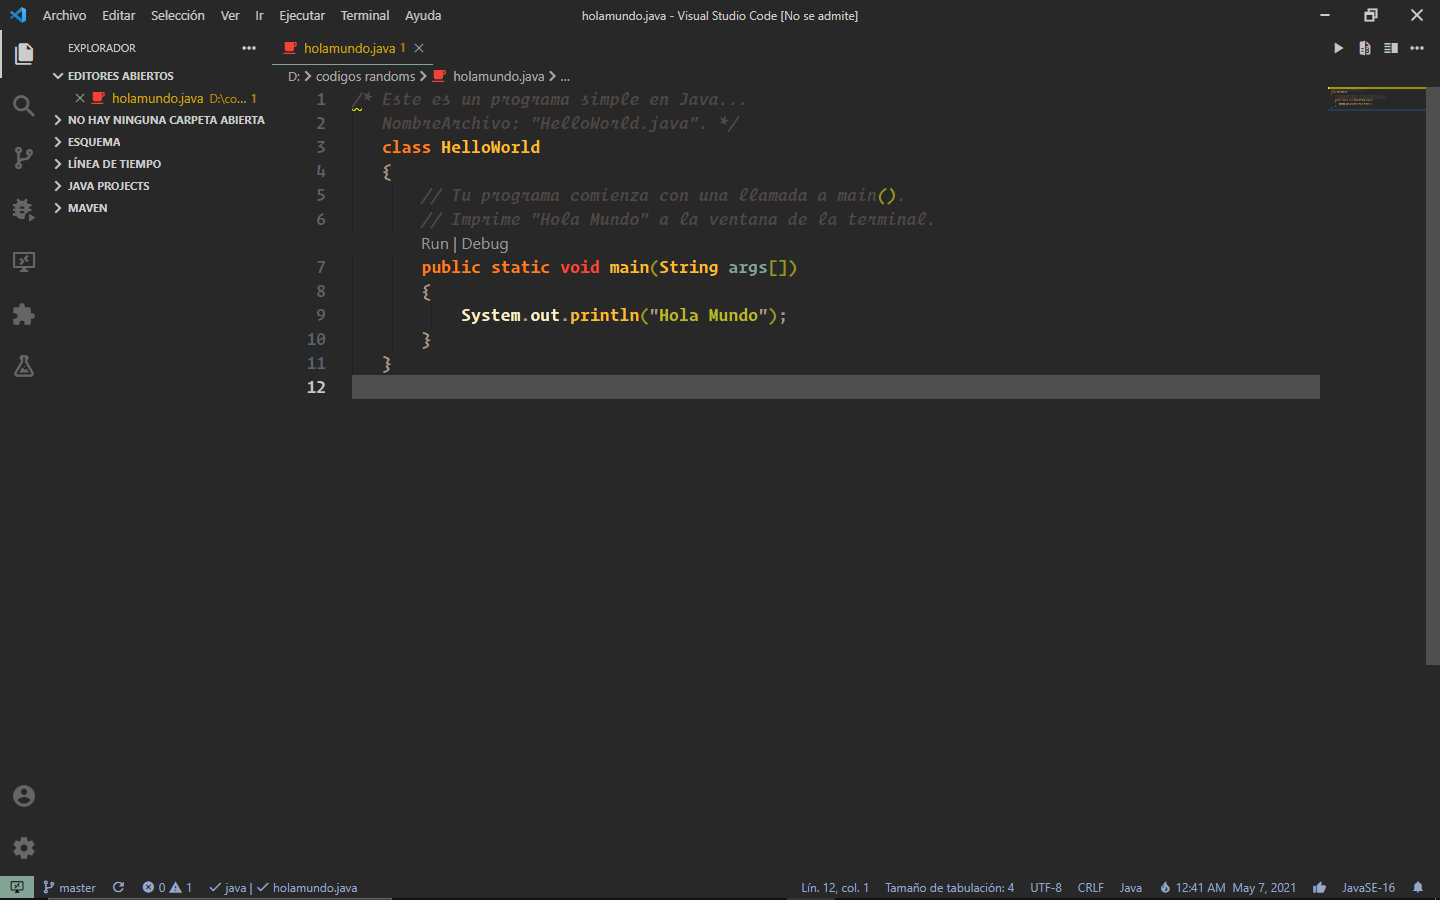 Archivo Editar Selección Ver Ir Ejecutar Terminal Ayuda
holamundo.java - Visual Studio Code [No se admite]
EXPLORADOR
EDITORES ABIERTOS
holamundo.java D:\co... 1
NO HAY NINGUNA CARPETA ABIERTA
ESQUEMA
LÍNEA DE TIEMPO
JAVA PROJECTS
MAVEN
holamundo.java 1
D: > codigos randoms > holamundo.java > ...
1 /* Este es un programa simple en Java...
2 NombreArchivo: "HelloWorld.java". */
3 class HelloWorld
4 {
5 // Tu programa comienza con una llamada a main().
6 // Imprime "Hola Mundo" a la ventana de la terminal.
Run | Debug
7 public static void main(String args[])
8 {
9 System.out.println("Hola Mundo");
10 }
11 }
12
master 0 1 java | holamundo.java
Lín. 12, col. 1 Tamaño de tabulación: 4 UTF-8 CRLF Java 12:41 AM May 7, 2021 JavaSE-16